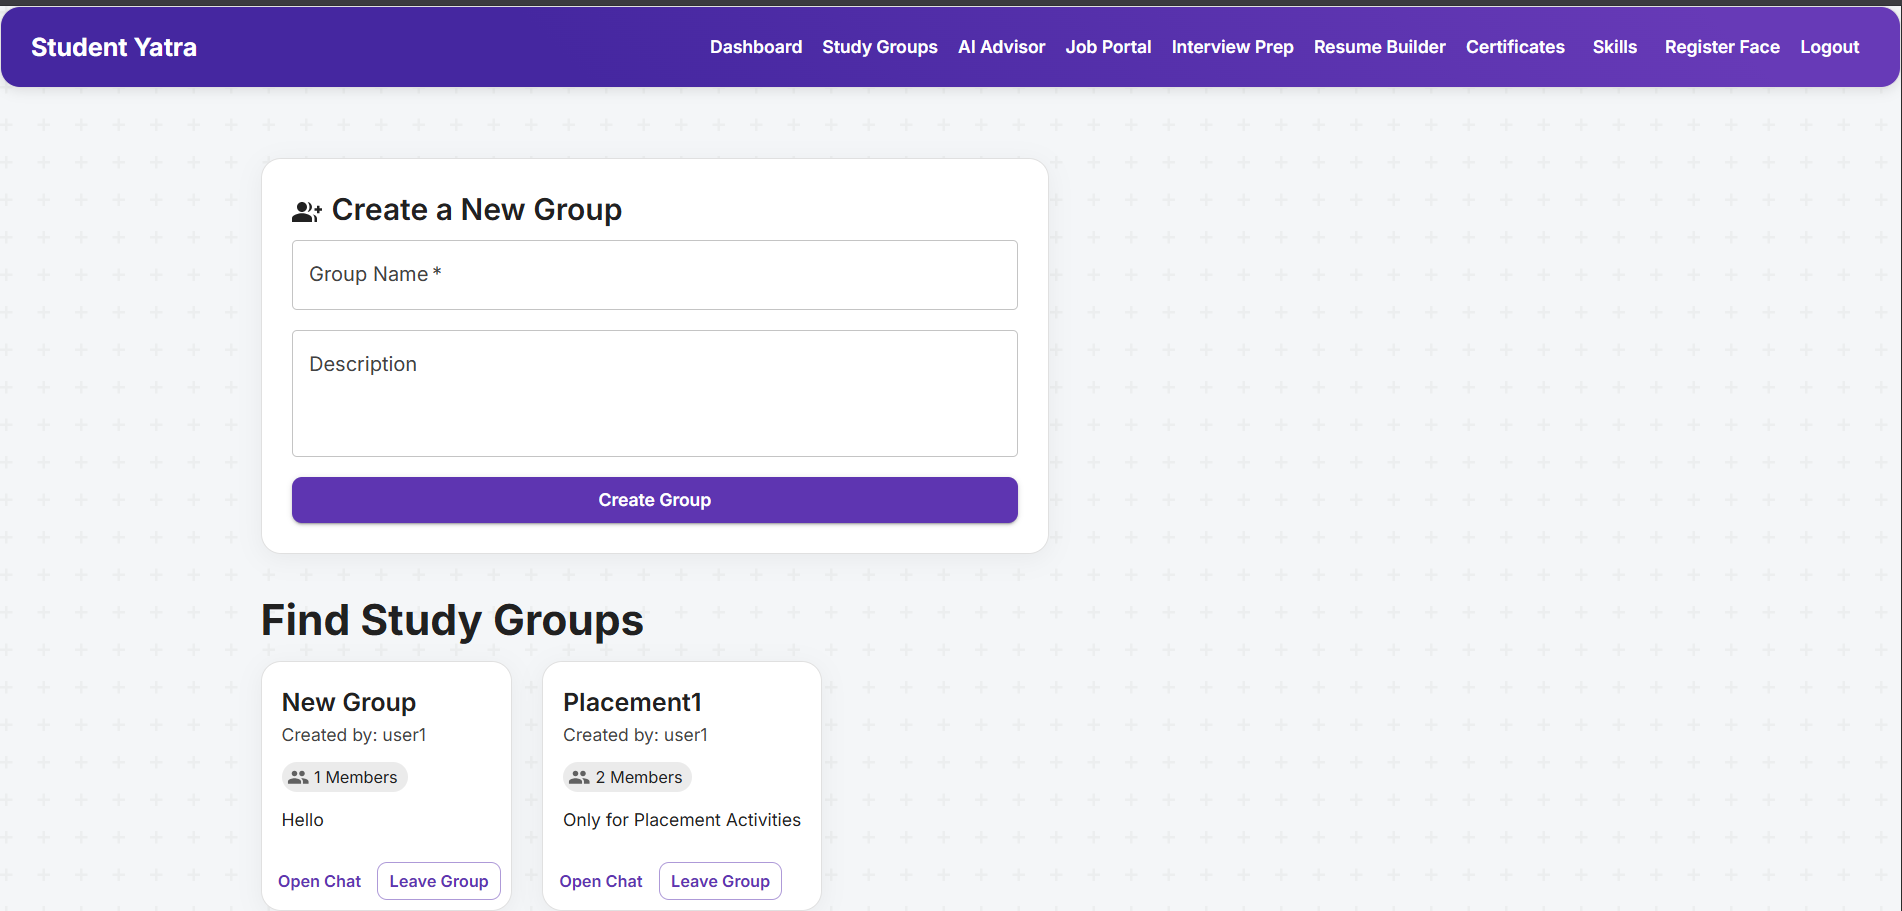 Student Yatra
Dashboard Study Groups AI Advisor Job Portal Interview Prep Resume Builder Certificates Skills Register Face Logout
Create a New Group
Group Name *
Description
Create Group
Find Study Groups
New Group
Created by: user1
1 Members
Hello
Open Chat Leave Group
Placement1
Created by: user1
2 Members
Only for Placement Activities
Open Chat Leave Group